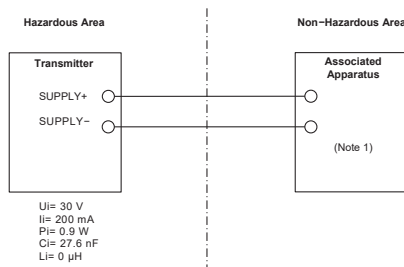 Hazardous Area
Non−Hazardous Area
Transmitter
SUPPLY+
SUPPLY−
Associated
Apparatus
(Note 1)
Ui= 30 V
Ii= 200 mA
Pi= 0.9 W
Ci= 27.6 nF
Li= 0 µH